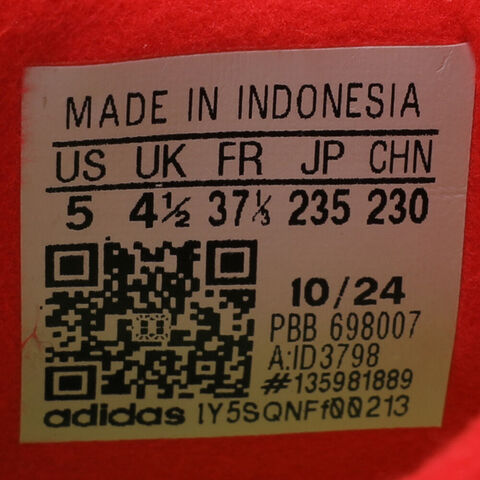 MADE IN INDONESIA
US UK FR JP CHN
5 4½ 37⅓ 235 230
10/24
PBB 698007
A:ID3798
#135981889
adidas 1Y5SQNFf00213